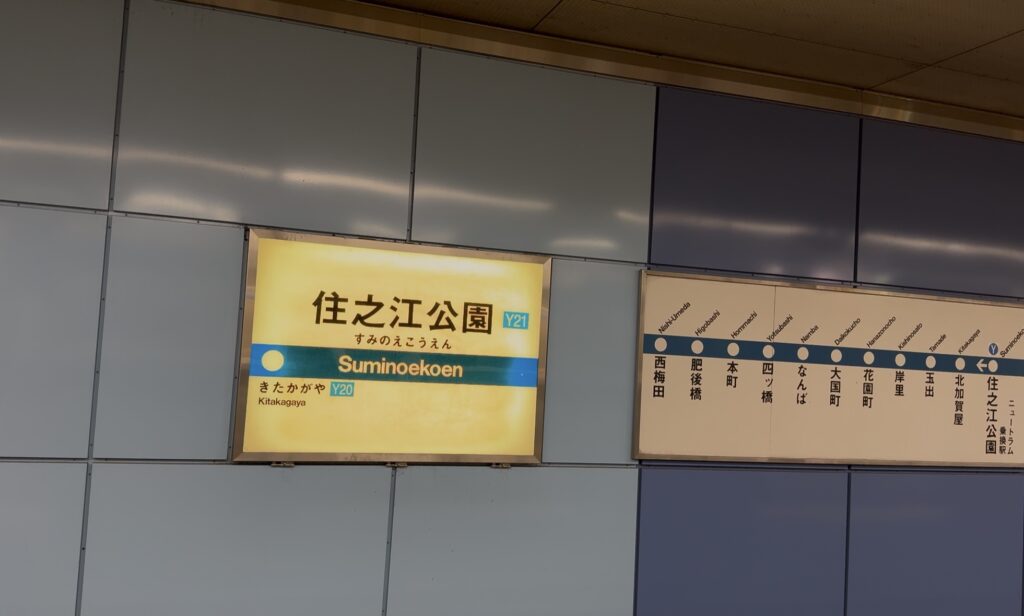 住之江公園 Y21
すみのえこうえん
Suminoekoen
きたかがや Y20
Kitakagaya
Nishi-Umeda
Higobashi
Hommachi
Yotsubashi
Namba
Daikokucho
Hanazonocho
Kishinosato
Tamade
Kitakagaya
Y
Suminoekoen
西梅田
肥後橋
本町
四ツ橋
なんば
大国町
花園町
岸里
玉出
北加賀屋
住之江公園
ニュートラム
乗換駅